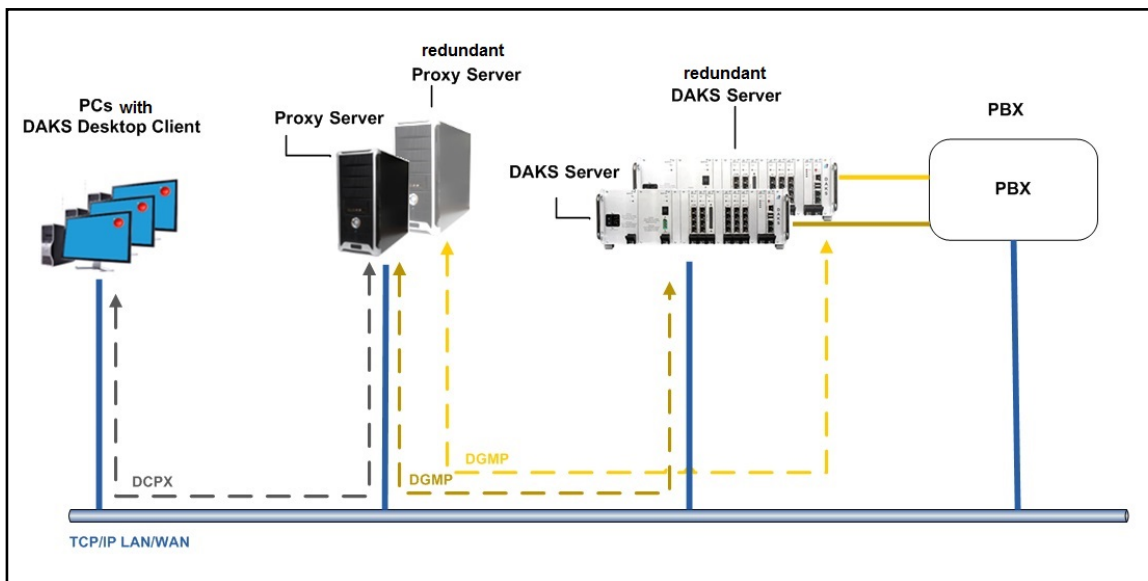 redundant
Proxy Server
redundant
DAKS Server
PCs with
DAKS Desktop Client
Proxy Server
PBX
DAKS Server
PBX
DGMP
DCPX
DGMP
TCP/IP LAN/WAN